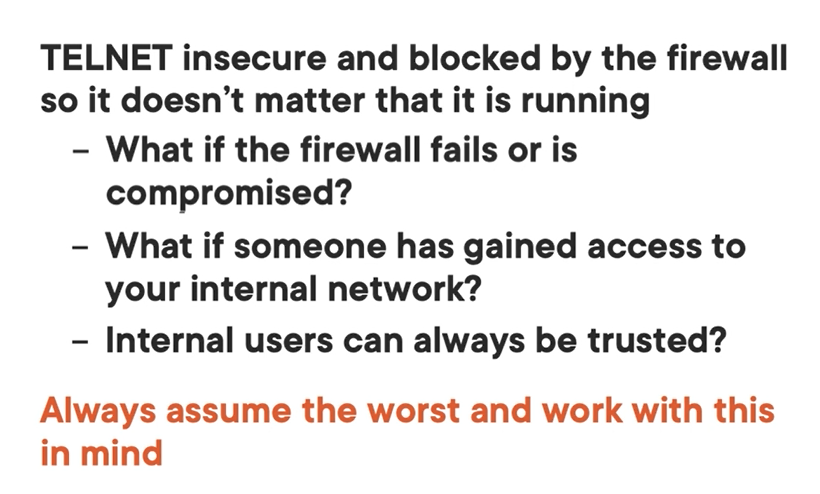 TELNET insecure and blocked by the firewall
so it doesn't matter that it is running
– What if the firewall fails or is
compromised?
– What if someone has gained access to
your internal network?
– Internal users can always be trusted?
Always assume the worst and work with this
in mind